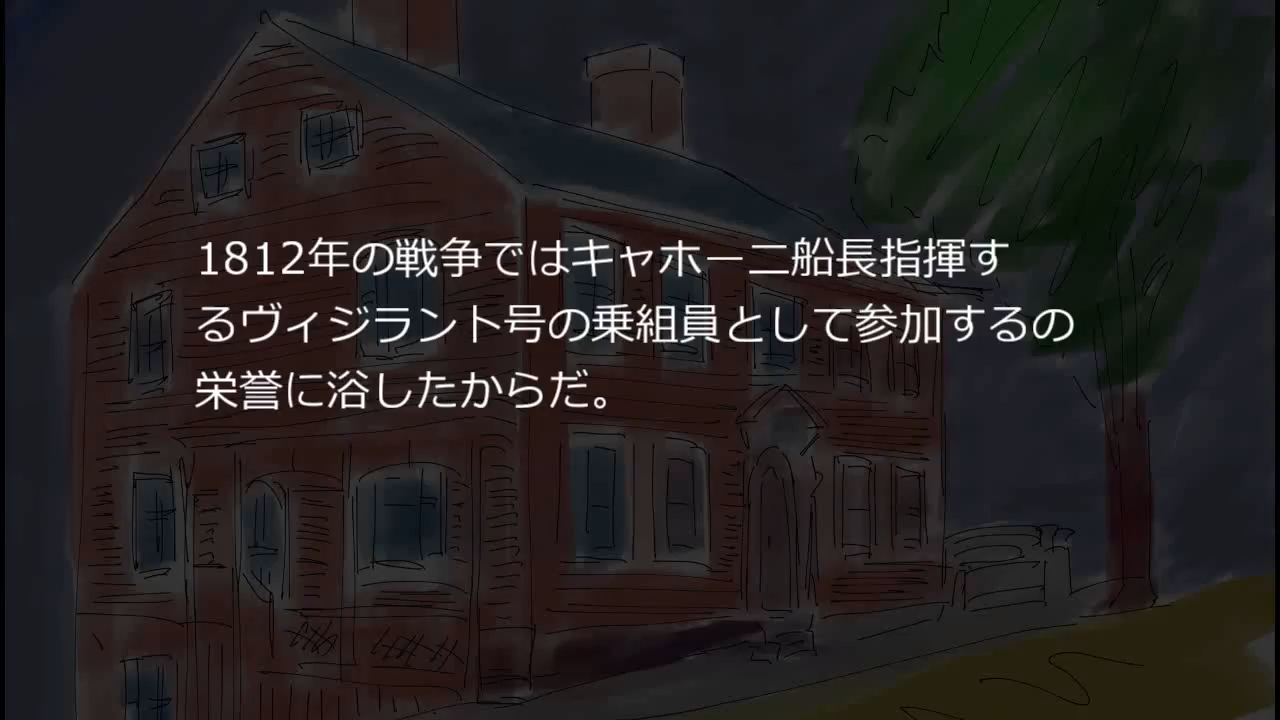 1812年の戦争ではキャホーニ船長指揮す
るヴィジラント号の乗組員として参加するの
栄誉に浴したからだ。